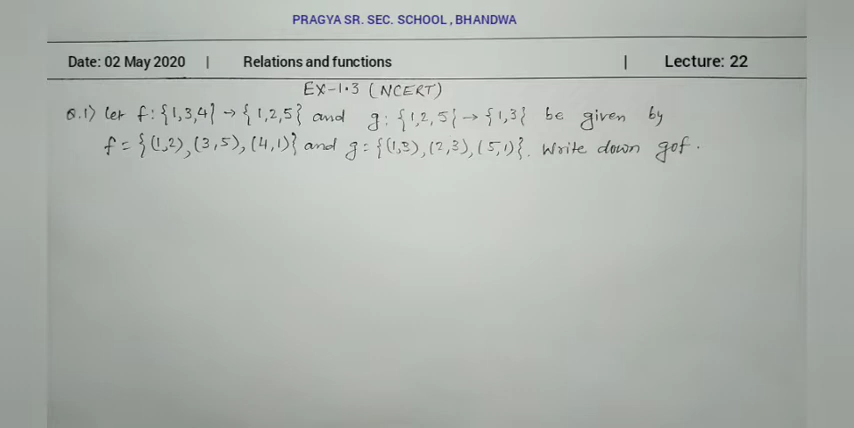 PRAGYA SR. SEC. SCHOOL, BHANDWA
Date: 02 May 2020 | Relations and functions | Lecture: 22
EX-1.3 (NCERT)
Q.1) Let f: {1,3,4} → {1,2,5} and g: {1,2,5} → {1,3} be given by
f = {(1,2), (3,5), (4,1)} and g = {(1,3), (2,3), (5,1)}. Write down gof.